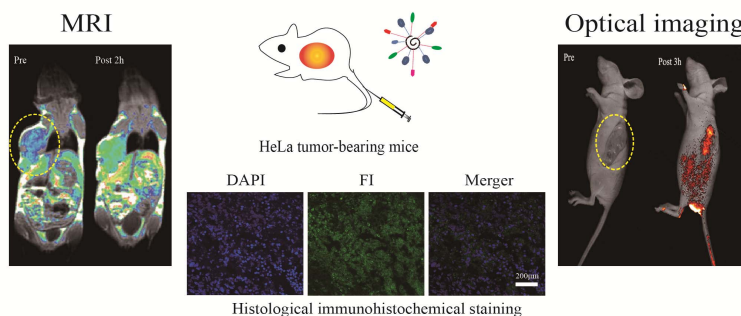 MRI
Pre
Post 2h
HeLa tumor-bearing mice
DAPI
FI
Merger
200μm
Histological immunohistochemical staining
Optical imaging
Pre
Post 3h